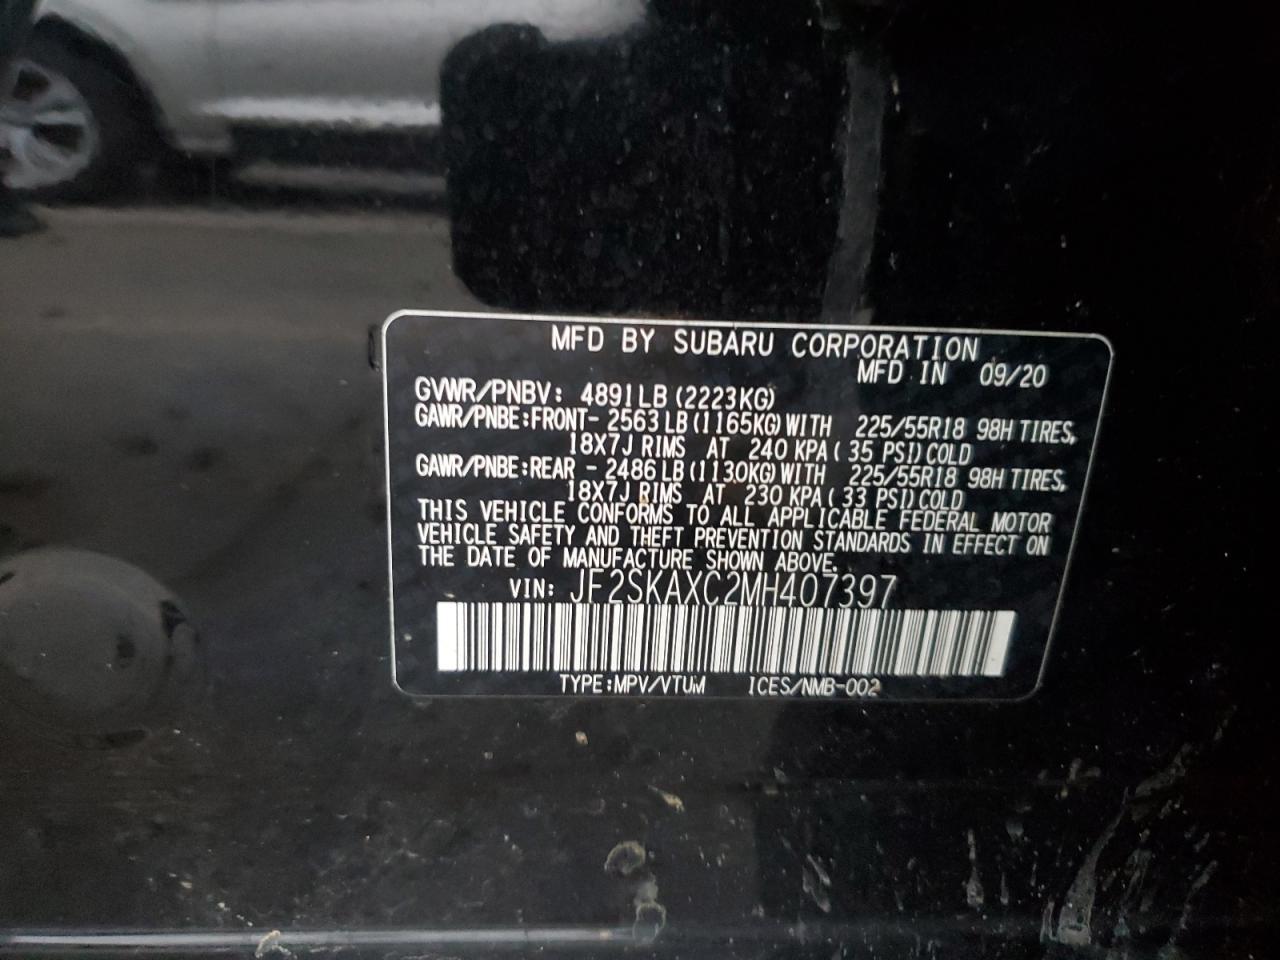 MFD BY SUBARU CORPORATION
MFD IN 09/20
GVWR/PNBV: 4891LB (2223KG)
GAWR/PNBE:FRONT- 2563 LB (1165KG) WITH 225/55R18 98H TIRES,
18X7J RIMS AT 240 KPA ( 35 PSI) COLD
GAWR/PNBE:REAR - 2486 LB (1130KG) WITH 225/55R18 98H TIRES,
18X7J RIMS AT 230 KPA ( 33 PSI) COLD
THIS VEHICLE CONFORMS TO ALL APPLICABLE FEDERAL MOTOR
VEHICLE SAFETY AND THEFT PREVENTION STANDARDS IN EFFECT ON
THE DATE OF MANUFACTURE SHOWN ABOVE.
VIN: JF2SKAXC2MH407397
TYPE:MPV/VTUM ICES/NMB-002